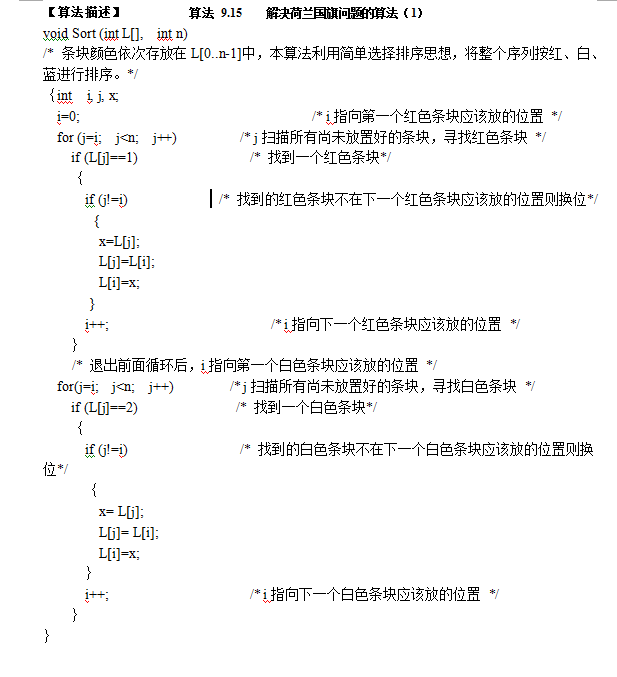 【算法描述】 算法 9.15 解决荷兰国旗问题的算法（1）
void Sort (int L[], int n)
/* 条块颜色依次存放在 L[0..n-1]中，本算法利用简单选择排序思想，将整个序列按红、白、
蓝进行排序。*/
{int i, j, x;
i=0; /* i 指向第一个红色条块应该放的位置 */
for (j=i; j<n; j++) /* j 扫描所有尚未放置好的条块，寻找红色条块 */
if (L[j]==1) /* 找到一个红色条块*/
{
if (j!=i) /* 找到的红色条块不在下一个红色条块应该放的位置则换位*/
{
x=L[j];
L[j]=L[i];
L[i]=x;
}
i++; /* i 指向下一个红色条块应该放的位置 */
}
/* 退出前面循环后，i 指向第一个白色条块应该放的位置 */
for(j=i; j<n; j++) /*j 扫描所有尚未放置好的条块，寻找白色条块 */
if (L[j]==2) /* 找到一个白色条块*/
{
if (j!=i) /* 找到的白色条块不在下一个白色条块应该放的位置则换
位*/
{
x= L[j];
L[j]= L[i];
L[i]=x;
}
i++; /* i 指向下一个白色条块应该放的位置 */
}
}